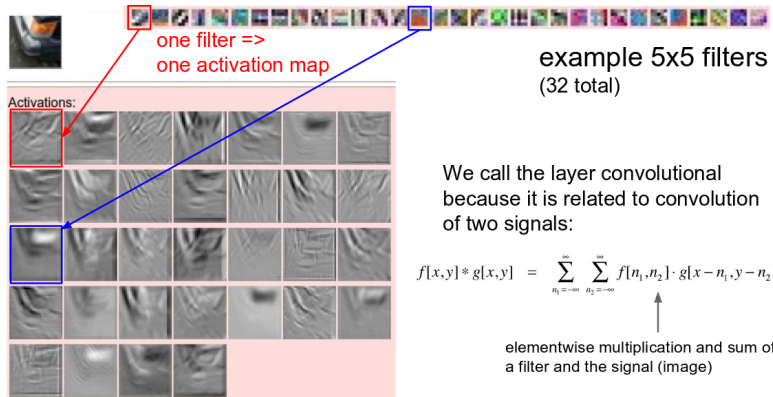 one filter =>
one activation map
example 5x5 filters
(32 total)
Activations:
We call the layer convolutional
because it is related to convolution
of two signals:
f[x,y] * g[x,y] = ∑ ∑ f[n₁,n₂]· g[x − n₁, y − n₂
n₁ = −∞ n₂ = −∞
elementwise multiplication and sum of
a filter and the signal (image)